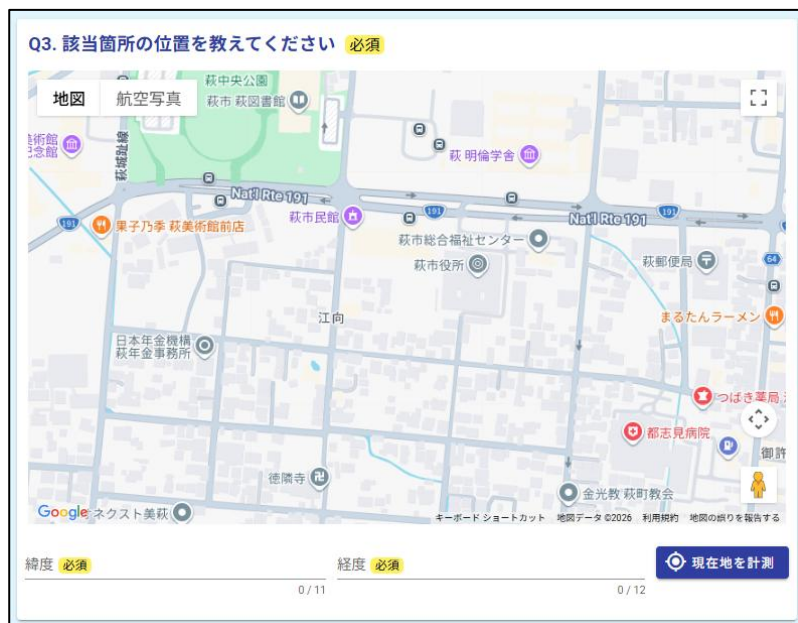 Q3. 該当箇所の位置を教えてください 必須
地図 航空写真
萩中央公園
萩市 萩図書館
美術館
記念館
萩城趾線
萩 明倫学舎
Nat'l Rte 191
191
果子乃季 萩美術館前店
萩市民館
191
Nat'l Rte 191
191
萩市総合福祉センター
萩市役所
萩郵便局
64
江向
まるたんラーメン
日本年金機構
萩年金事務所
つばき薬局
都志見病院
御許
徳隣寺
金光教 萩町教会
Google
ネクスト美萩
キーボード ショートカット 地図データ ©2026 利用規約 地図の誤りを報告する
緯度 必須
経度 必須
現在地を計測
0 / 11
0 / 12